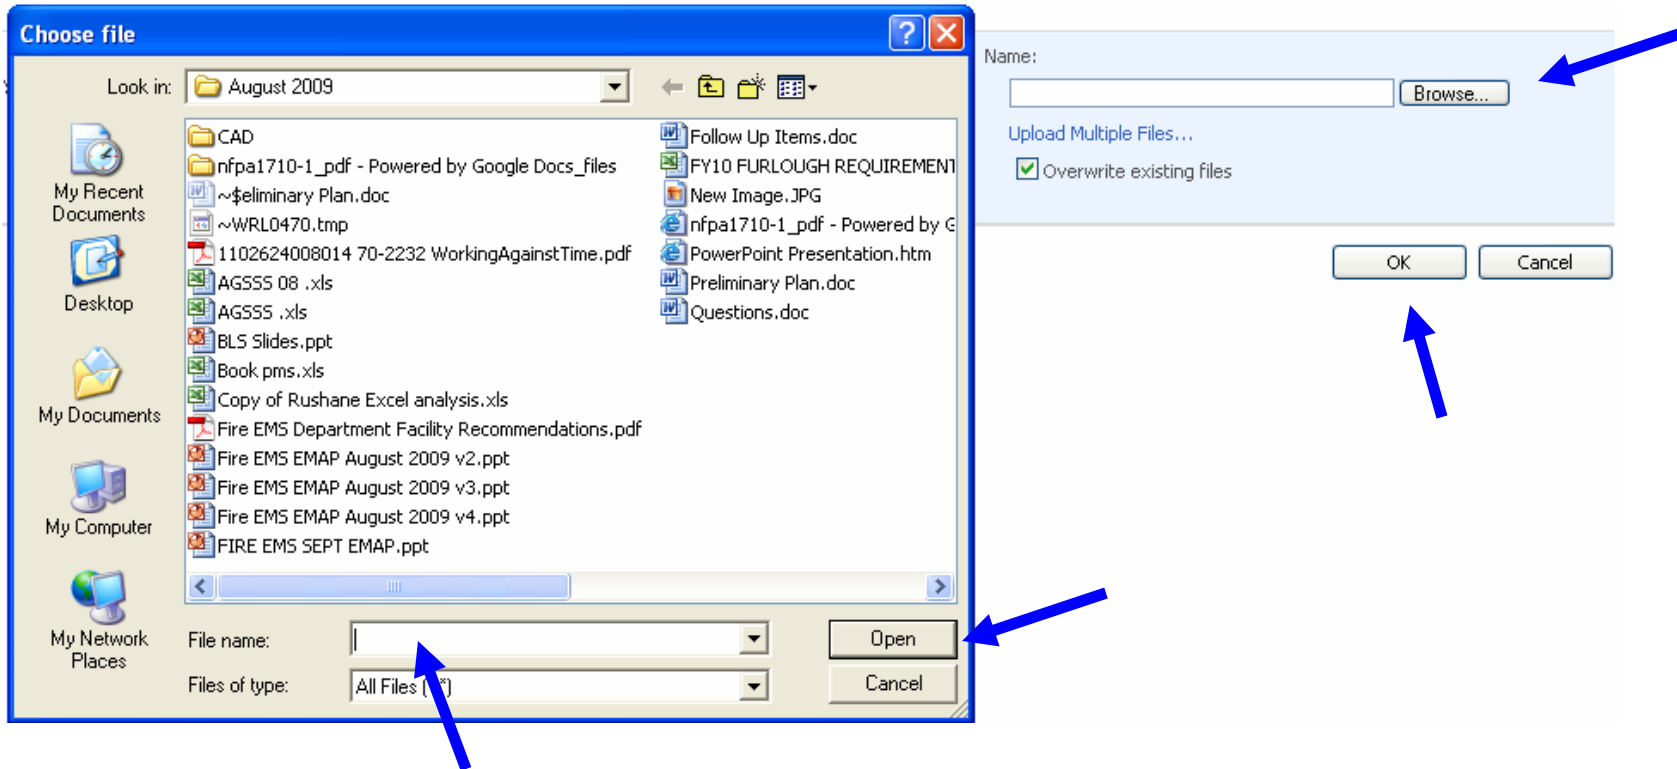 Choose file
Look in:
August 2009
My Recent
Documents
Desktop
My Documents
My Computer
My Network
Places
CAD
nfpa1710-1_pdf - Powered by Google Docs_files
~$eliminary Plan.doc
~WRL0470.tmp
1102624008014 70-2232 WorkingAgainstTime.pdf
AGSSS 08 .xls
AGSSS .xls
BLS Slides.ppt
Book pms.xls
Copy of Rushane Excel analysis.xls
Fire EMS Department Facility Recommendations.pdf
Fire EMS EMAP August 2009 v2.ppt
Fire EMS EMAP August 2009 v3.ppt
Fire EMS EMAP August 2009 v4.ppt
FIRE EMS SEPT EMAP.ppt
Follow Up Items.doc
FY10 FURLOUGH REQUIREMENT
New Image.JPG
nfpa1710-1_pdf - Powered by G
PowerPoint Presentation.htm
Preliminary Plan.doc
Questions.doc
File name:
Open
Files of type:
All Files (*)
Cancel
Name:
Browse...
Upload Multiple Files...
Overwrite existing files
OK
Cancel